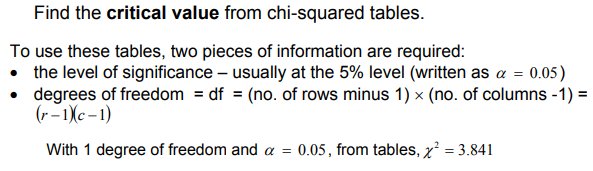 Find the critical value from chi-squared tables.
To use these tables, two pieces of information are required:
• the level of significance – usually at the 5% level (written as α = 0.05)
• degrees of freedom = df = (no. of rows minus 1) × (no. of columns -1) =
(r – 1)(c – 1)
With 1 degree of freedom and α = 0.05, from tables, χ² = 3.841